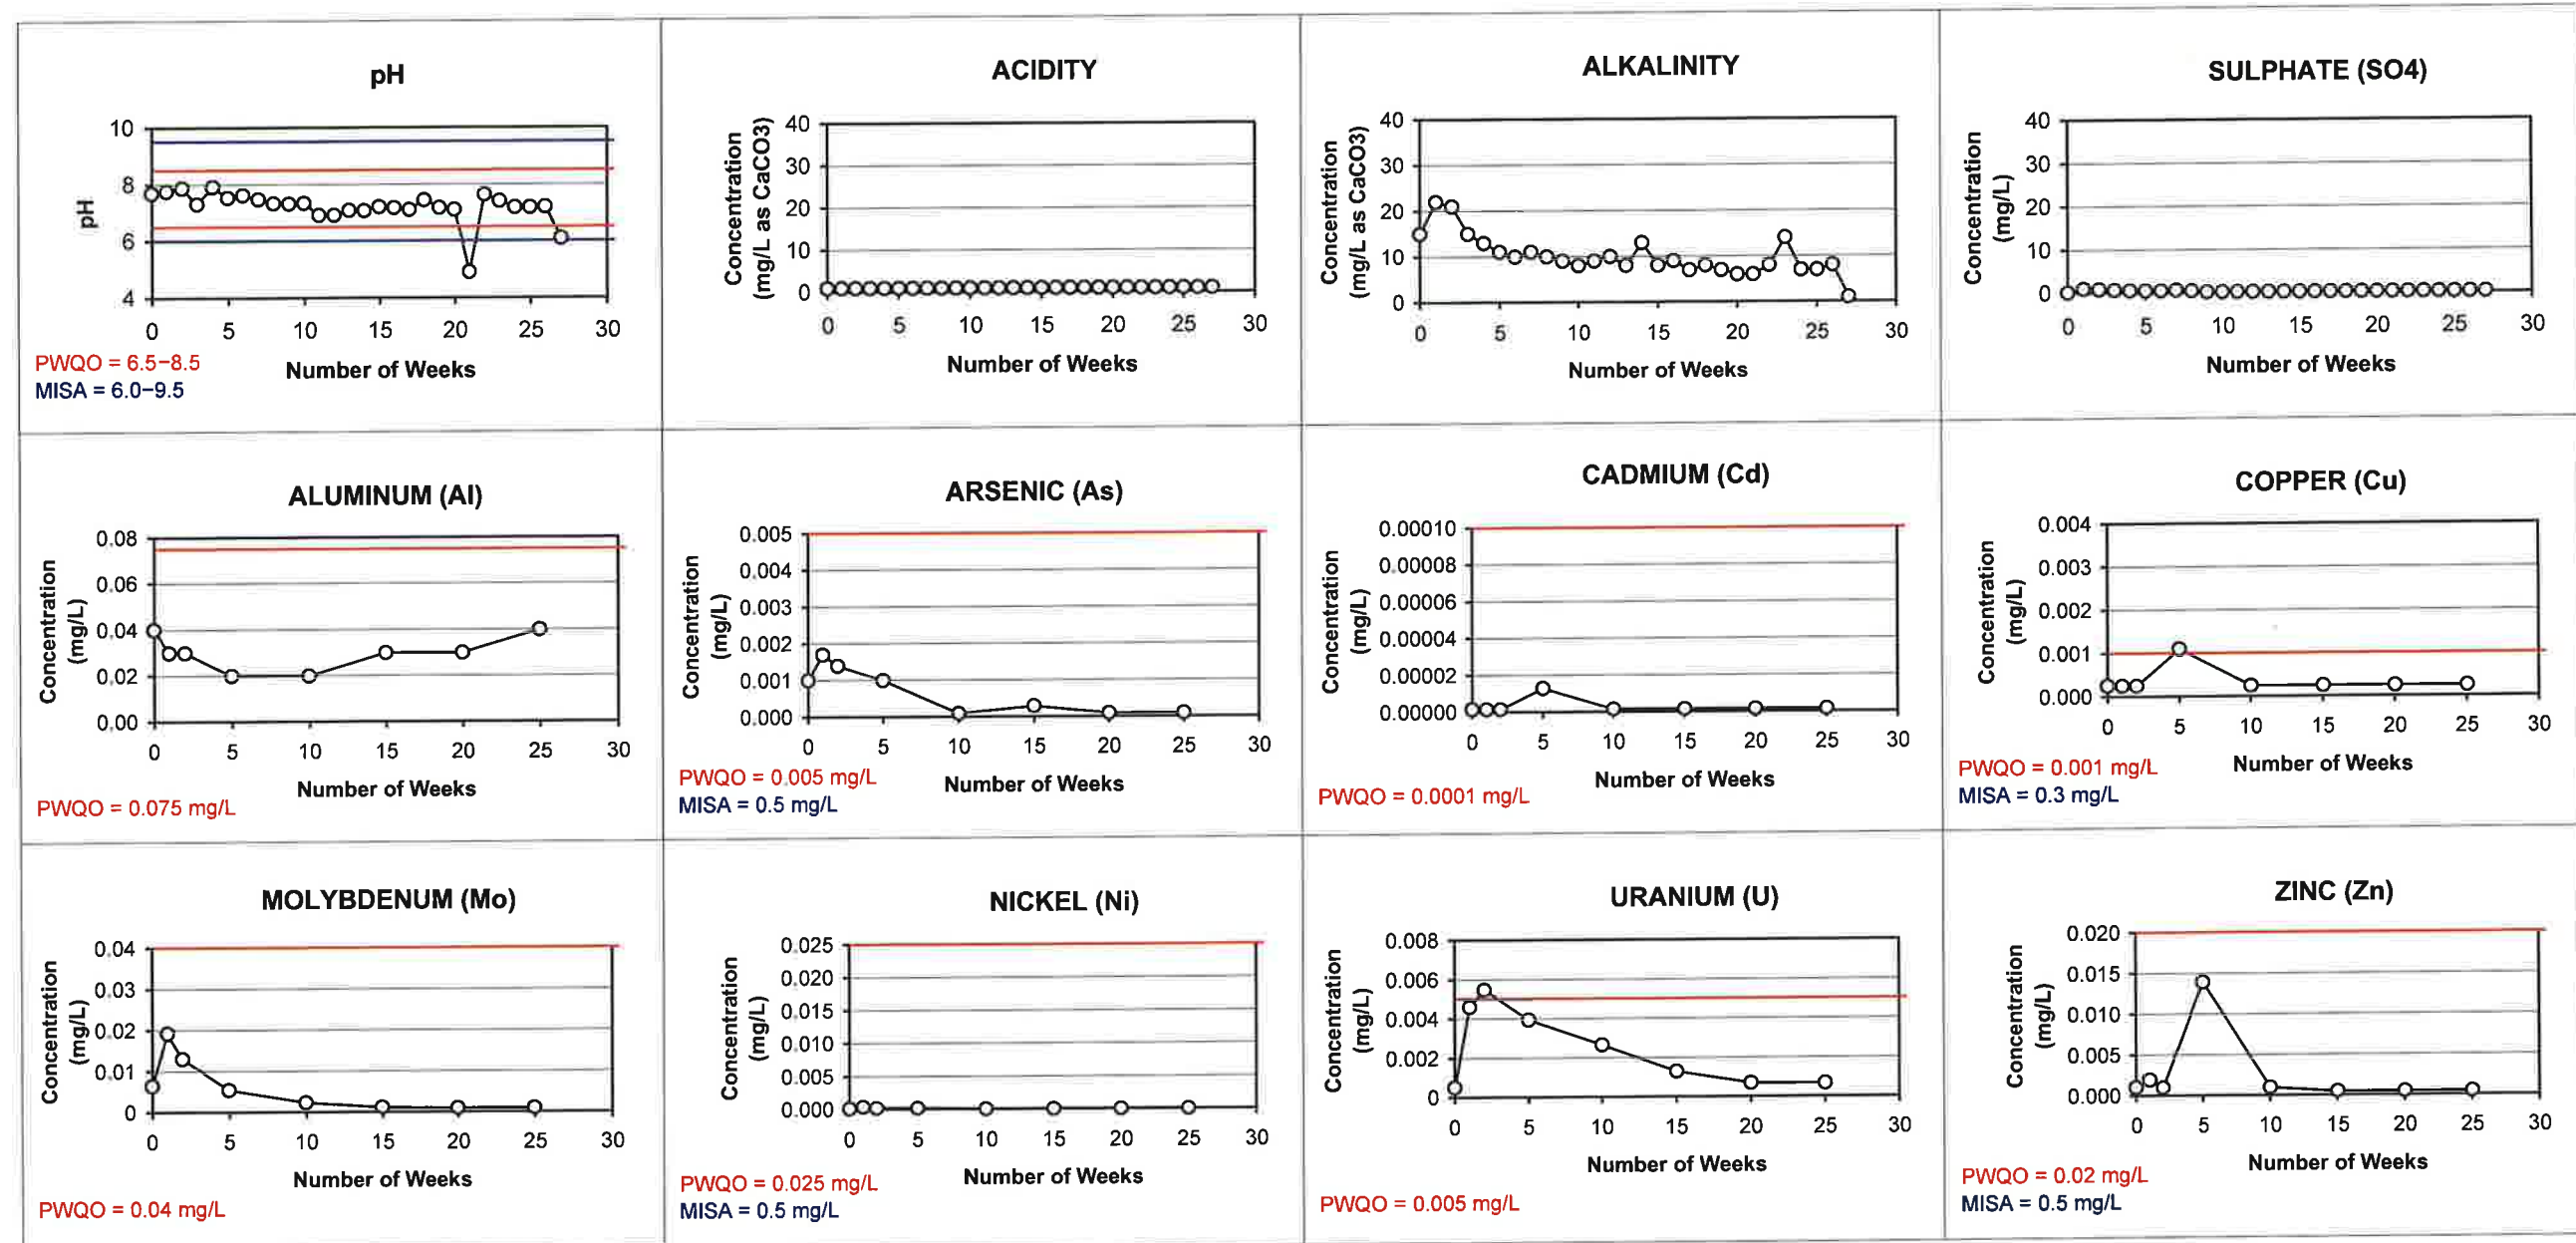 pH
Concentration
(mg/L as CaCO3)
ACIDITY
ALKALINITY
SULPHATE (SO4)
10
8
6
4
pH
0 5 10 15 20 25 30
Number of Weeks
PWQO = 6.5–8.5
MISA = 6.0–9.5
40
30
20
10
0
0 5 10 15 20 25 30
Number of Weeks
Concentration
(mg/L as CaCO3)
40
30
20
10
0
0 5 10 15 20 25 30
Number of Weeks
Concentration
(mg/L)
40
30
20
10
0
0 5 10 15 20 25 30
Number of Weeks
ALUMINUM (Al)
Concentration
(mg/L)
0.08
0.06
0.04
0.02
0.00
0 5 10 15 20 25 30
Number of Weeks
PWQO = 0.075 mg/L
ARSENIC (As)
Concentration
(mg/L)
0.005
0.004
0.003
0.002
0.001
0.000
0 5 10 15 20 25 30
Number of Weeks
PWQO = 0.005 mg/L
MISA = 0.5 mg/L
CADMIUM (Cd)
Concentration
(mg/L)
0.00010
0.00008
0.00006
0.00004
0.00002
0.00000
0 5 10 15 20 25 30
Number of Weeks
PWQO = 0.0001 mg/L
COPPER (Cu)
Concentration
(mg/L)
0.004
0.003
0.002
0.001
0.000
0 5 10 15 20 25 30
Number of Weeks
PWQO = 0.001 mg/L
MISA = 0.3 mg/L
MOLYBDENUM (Mo)
Concentration
(mg/L)
0.04
0.03
0.02
0.01
0
0 5 10 15 20 25 30
Number of Weeks
PWQO = 0.04 mg/L
NICKEL (Ni)
Concentration
(mg/L)
0.025
0.020
0.015
0.010
0.005
0.000
0 5 10 15 20 25 30
Number of Weeks
PWQO = 0.025 mg/L
MISA = 0.5 mg/L
URANIUM (U)
Concentration
(mg/L)
0.008
0.006
0.004
0.002
0
0 5 10 15 20 25 30
Number of Weeks
PWQO = 0.005 mg/L
ZINC (Zn)
Concentration
(mg/L)
0.020
0.015
0.010
0.005
0.000
0 5 10 15 20 25 30
Number of Weeks
PWQO = 0.02 mg/L
MISA = 0.5 mg/L